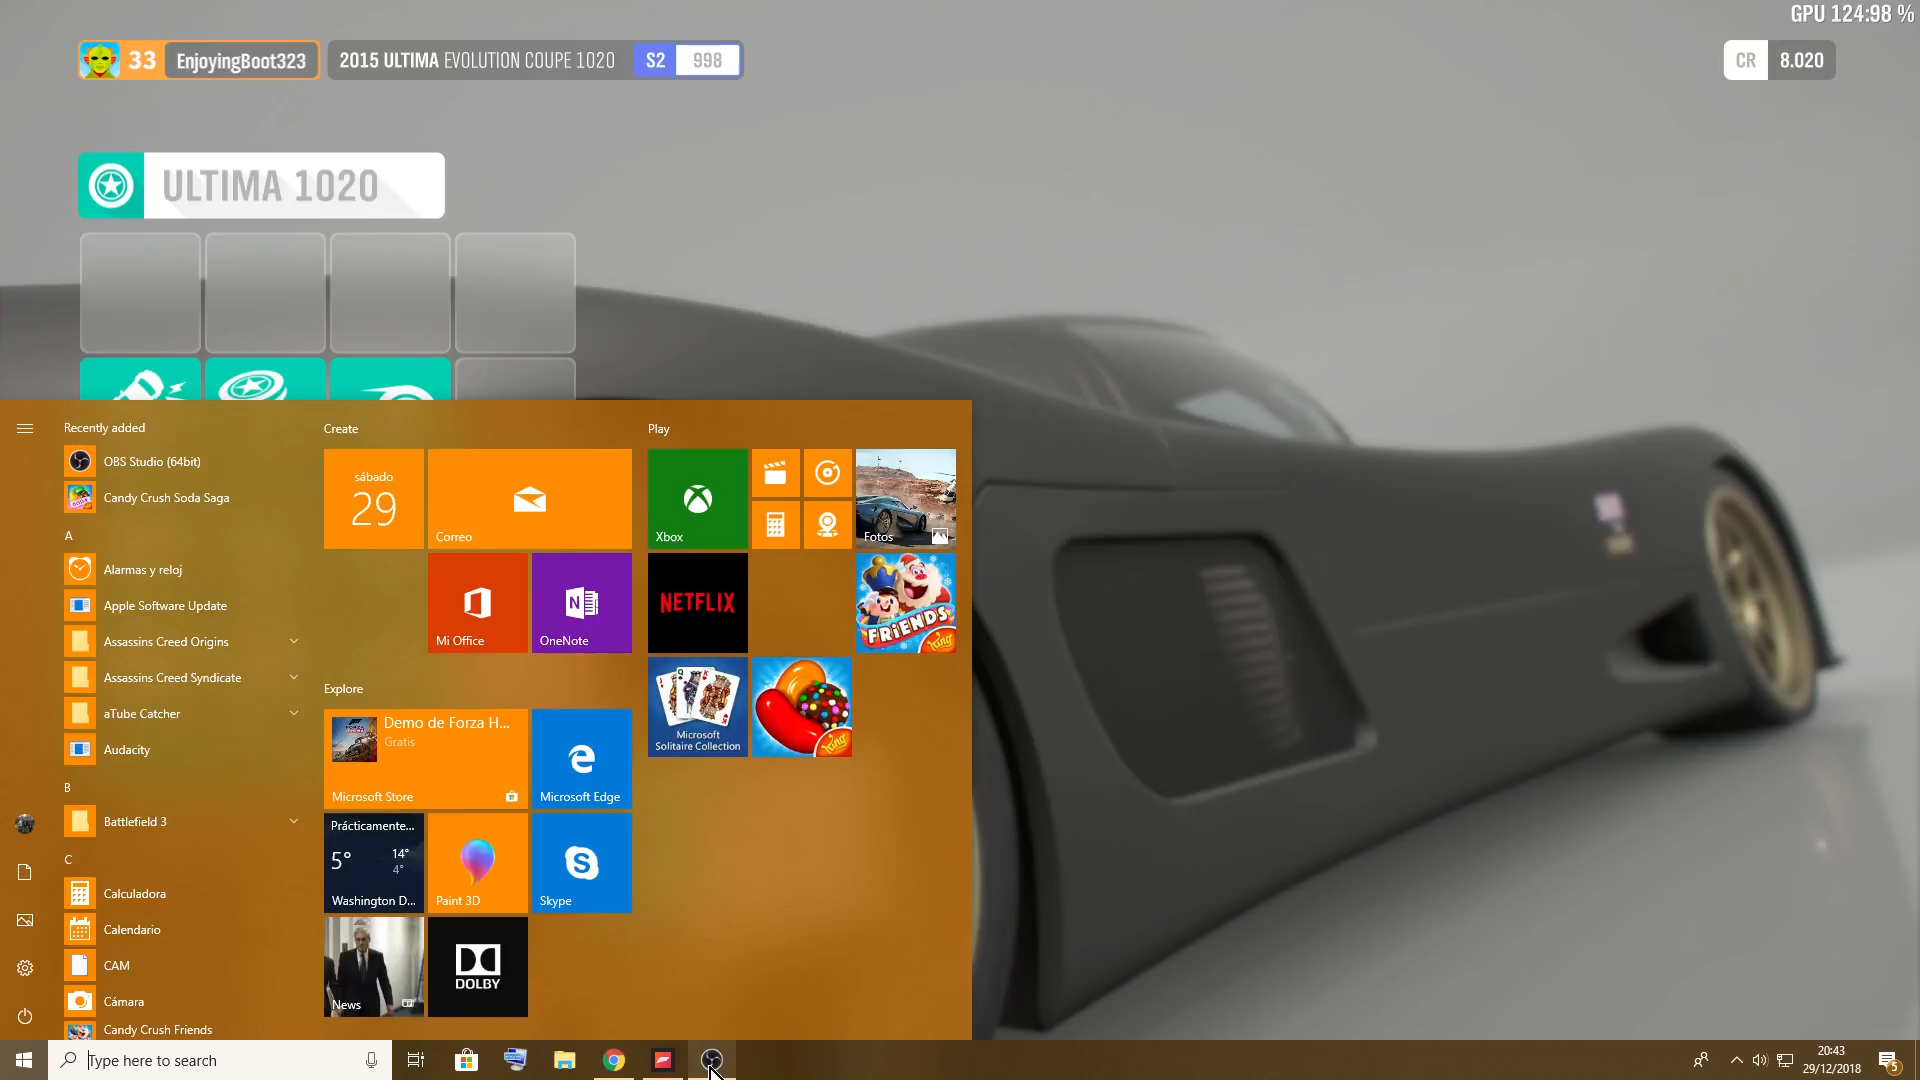 GPU 124:98 %
33 EnjoyingBoot323
2015 ULTIMA EVOLUTION COUPE 1020 S2 998
CR 8.020
ULTIMA 1020
Recently added
OBS Studio (64bit)
Candy Crush Soda Saga
A
Alarmas y reloj
Apple Software Update
Assassins Creed Origins
Assassins Creed Syndicate
aTube Catcher
Audacity
B
Battlefield 3
C
Calculadora
Calendario
CAM
Cámara
Candy Crush Friends
Create
sábado
29
Correo
Mi Office
OneNote
Explore
Demo de Forza H...
Gratis
Microsoft Store
Microsoft Edge
Prácticamente...
5° 14°
4°
Washington D...
Paint 3D
Skype
News
DOLBY
Play
Xbox
Fotos
NETFLIX
FRIENDS
King
Microsoft
Solitaire Collection
King
Type here to search
20:43
29/12/2018
5